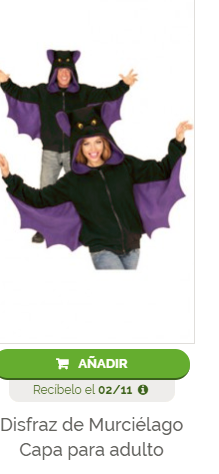 AÑADIR
Recíbelo el 02/11
Disfraz de Murciélago
Capa para adulto